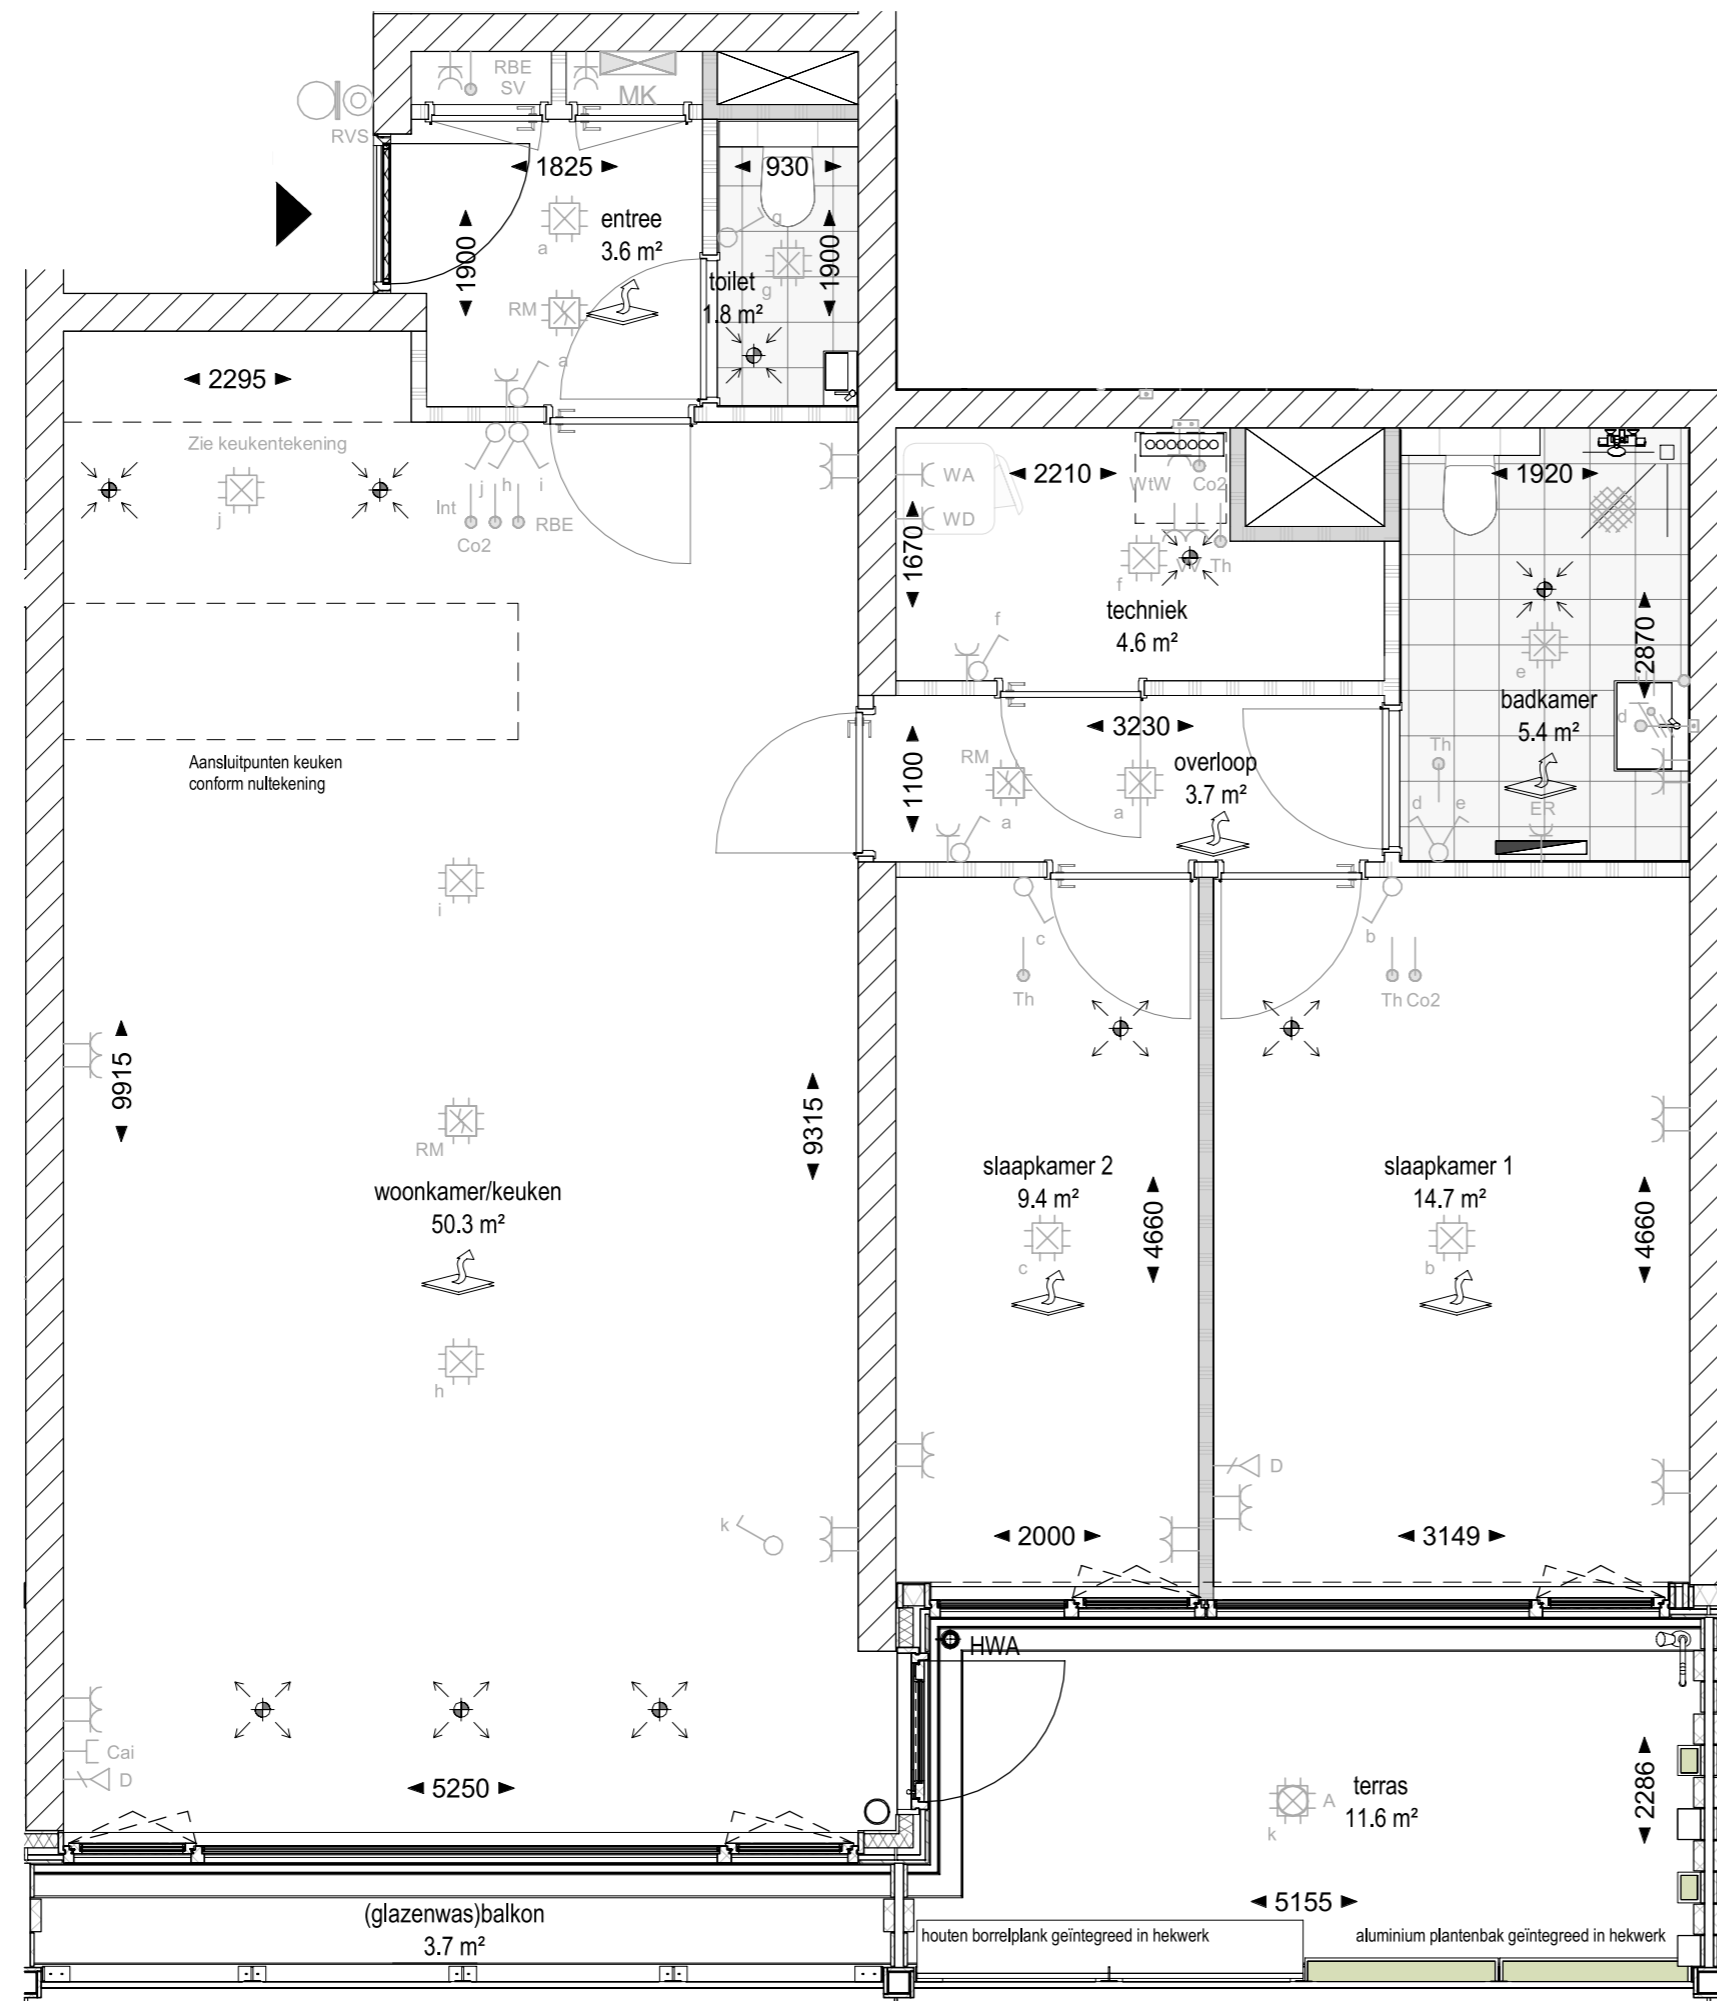 RBE
SV
MK
RVS
1825
930
entree
3.6 m²
a
g
1900
1900
toilet
1.8 m²
g
RM
a
2295
Zie keukentekening
j
j
h
i
Int
RBE
Co2
WA
2210
WtW
Co2
1920
WD
1670
f
Th
techniek
4.6 m²
f
e
2870
badkamer
5.4 m²
d
Aansluitpunten keuken
conform nultekening
3230
RM
overloop
3.7 m²
1100
a
a
Th
d
e
ER
i
c
b
Th
Th
Co2
9915
9315
RM
woonkamer/keuken
50.3 m²
slaapkamer 2
9.4 m²
4660
c
slaapkamer 1
14.7 m²
4660
b
h
D
k
2000
3149
HWA
Cai
D
5250
terras
11.6 m²
A
k
2286
5155
(glazenwas)balkon
3.7 m²
houten borrelplank geïntegreed in hekwerk
aluminium plantenbak geïntegreed in hekwerk